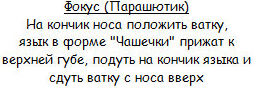 Фокус (Парашютик)
На кончик носа положить ватку,
язык в форме "Чашечки" прижат к
верхней губе, подуть на кончик языка и
сдуть ватку с носа вверх